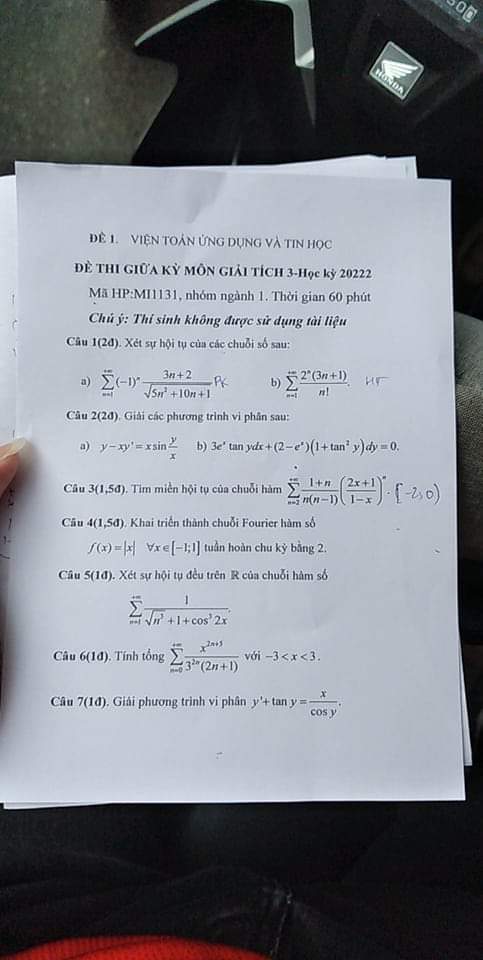 HONDA
ĐỀ 1. VIỆN TOÁN ỨNG DỤNG VÀ TIN HỌC
ĐỀ THI GIỮA KỲ MÔN GIẢI TÍCH 3-Học kỳ 20222
Mã HP:MI1131, nhóm ngành 1. Thời gian 60 phút
Chú ý: Thí sinh không được sử dụng tài liệu
Câu 1(2đ). Xét sự hội tụ của các chuỗi số sau:
a) $\sum_{n=1}^{+\infty}(-1)^n\frac{3n+2}{\sqrt{5n^2+10n+1}}$ PK b) $\sum_{n=1}^{+\infty}\frac{2^n(3n+1)}{n!}$. HT
Câu 2(2đ). Giải các phương trình vi phân sau:
a) $y-xy'=x\sin\frac{y}{x}$ b) $3e^x\tan ydx+(2-e^x)(1+\tan^2 y)dy=0.$
Câu 3(1,5đ). Tìm miền hội tụ của chuỗi hàm $\sum_{n=2}^{+\infty}\frac{1+n}{n(n-1)}\left(\frac{2x+1}{1-x}\right)^n$. [-2;0)
Câu 4(1,5đ). Khai triển thành chuỗi Fourier hàm số
$f(x)=|x|$ $\forall x\in[-1;1]$ tuần hoàn chu kỳ bằng 2.
Câu 5(1đ). Xét sự hội tụ đều trên ℝ của chuỗi hàm số
$\sum_{n=1}^{+\infty}\frac{1}{\sqrt{n^3}+1+\cos^3 2x}$.
Câu 6(1đ). Tính tổng $\sum_{n=0}^{+\infty}\frac{x^{2n+5}}{3^{2n}(2n+1)}$ với $-3<x<3$.
Câu 7(1đ). Giải phương trình vi phân $y'+\tan y=\frac{x}{\cos y}$.